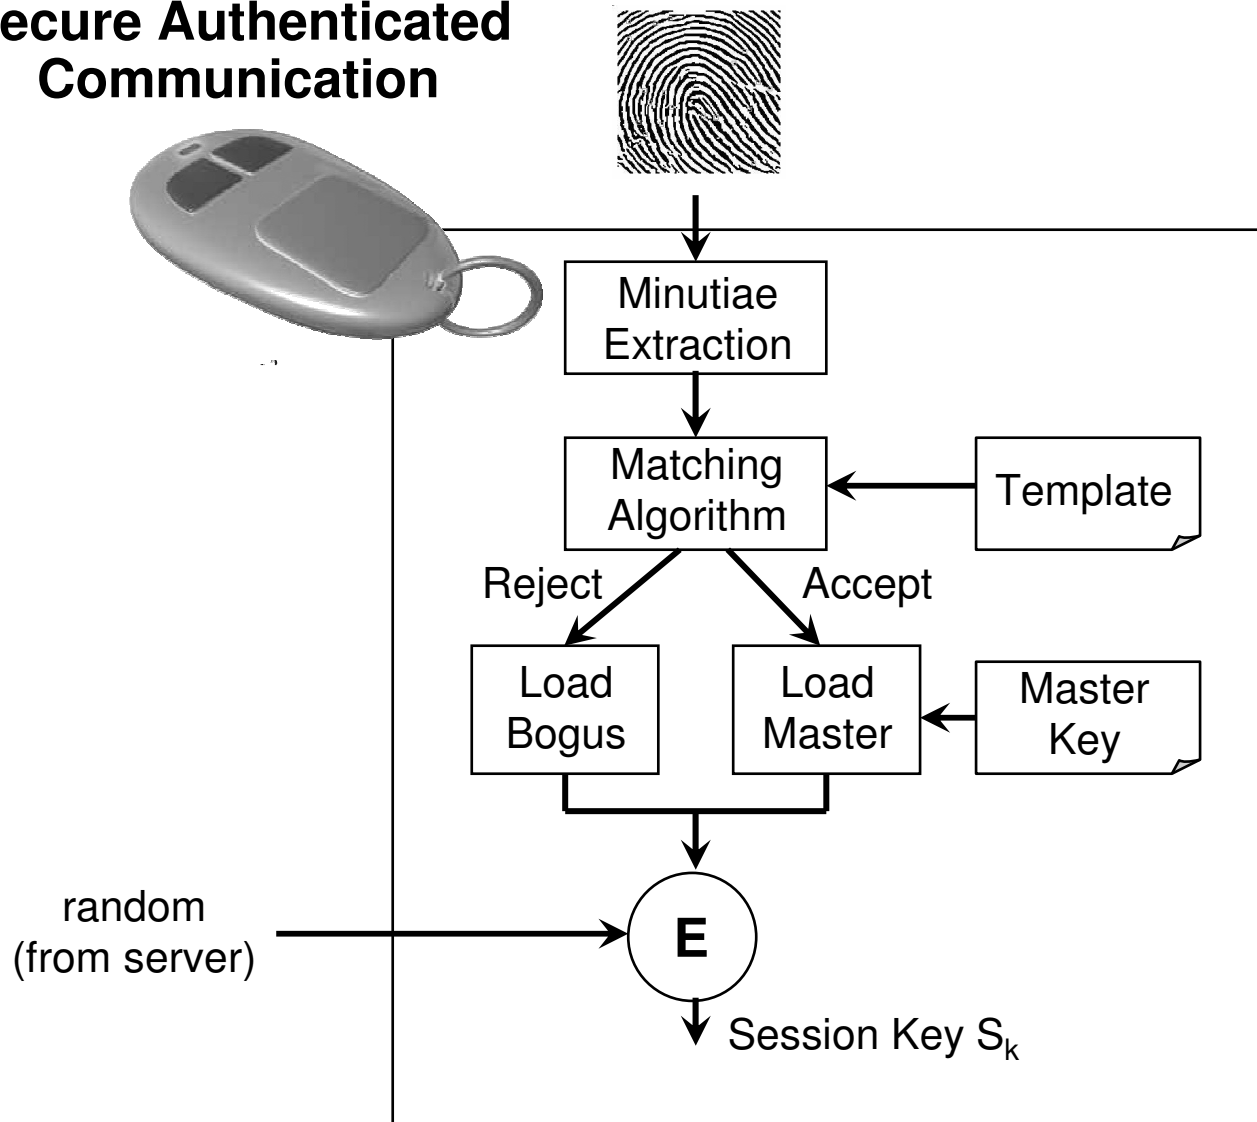 ecure Authenticated
Communication
Minutiae
Extraction
Matching
Algorithm
Template
Reject
Accept
Load
Bogus
Load
Master
Master
Key
random
(from server)
E
Session Key Sk